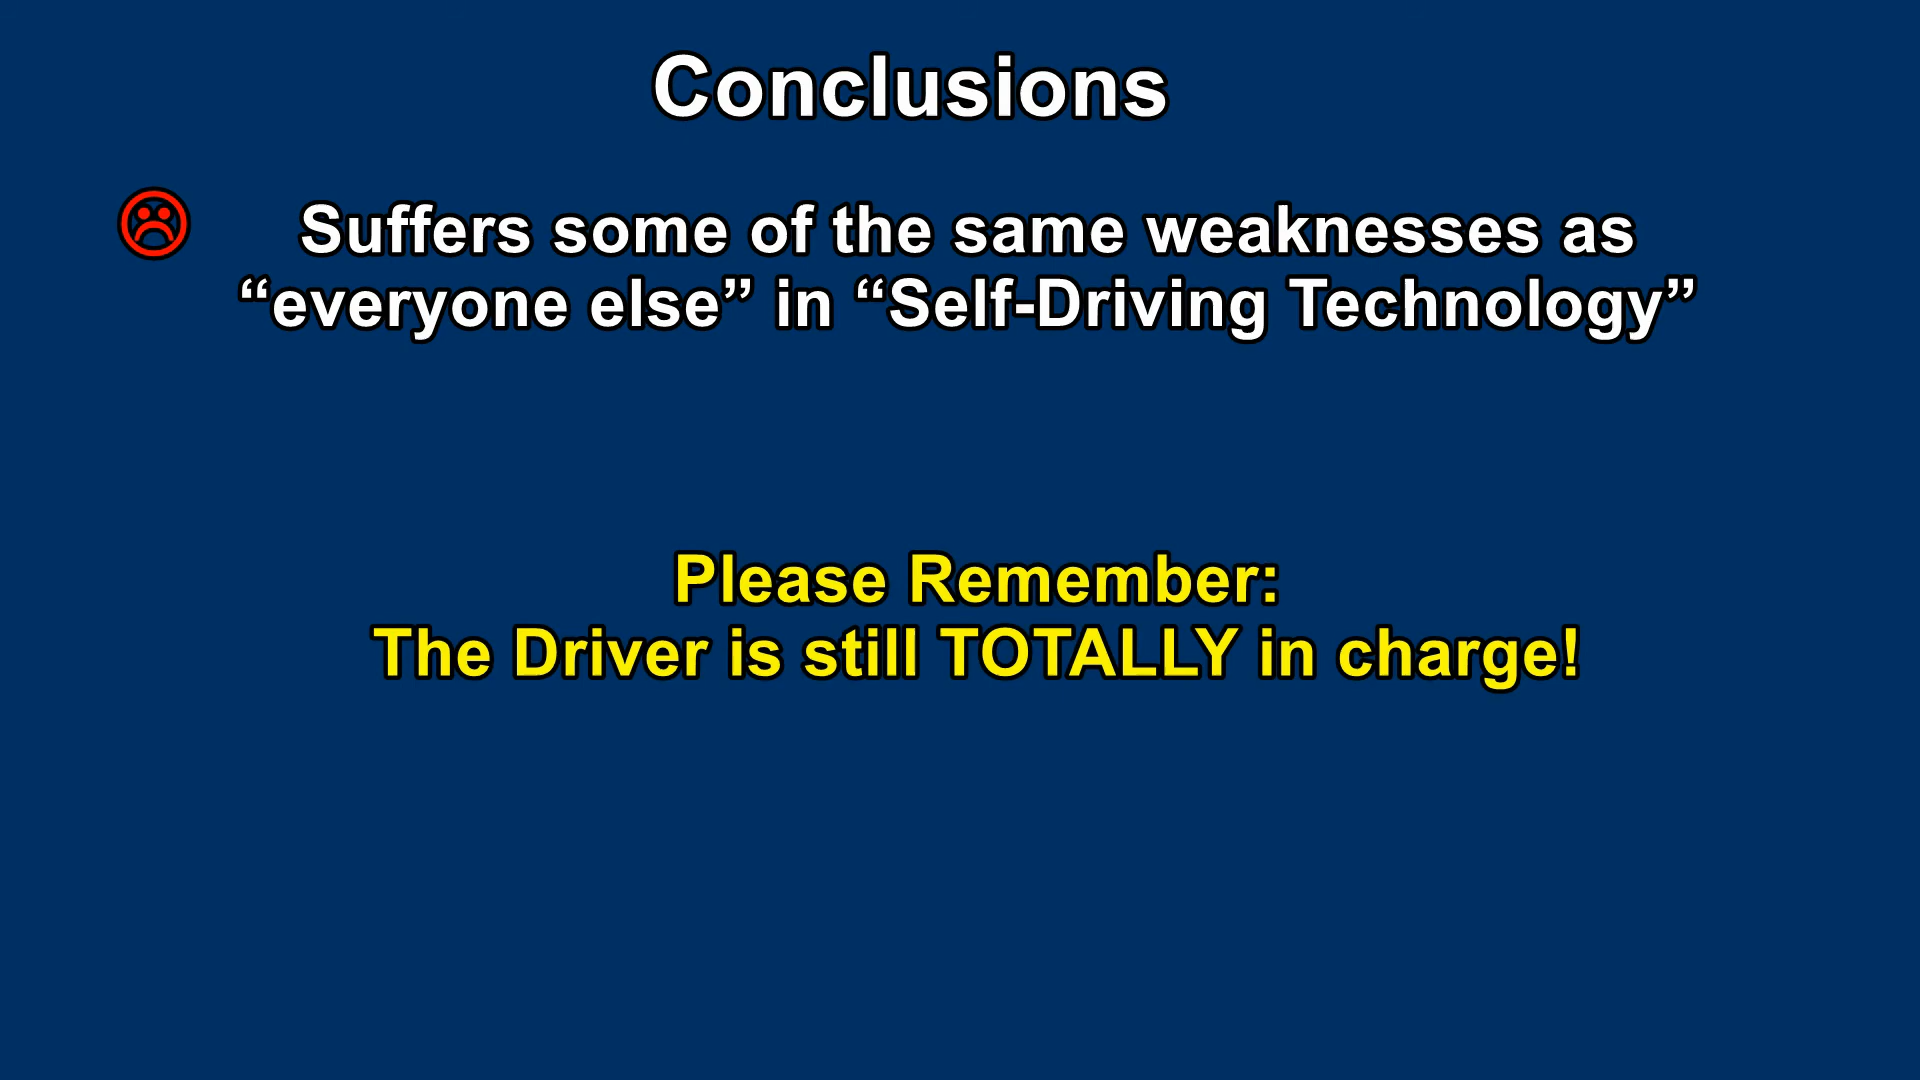 Conclusions
☹ Suffers some of the same weaknesses as
“everyone else” in “Self-Driving Technology”
Please Remember:
The Driver is still TOTALLY in charge!